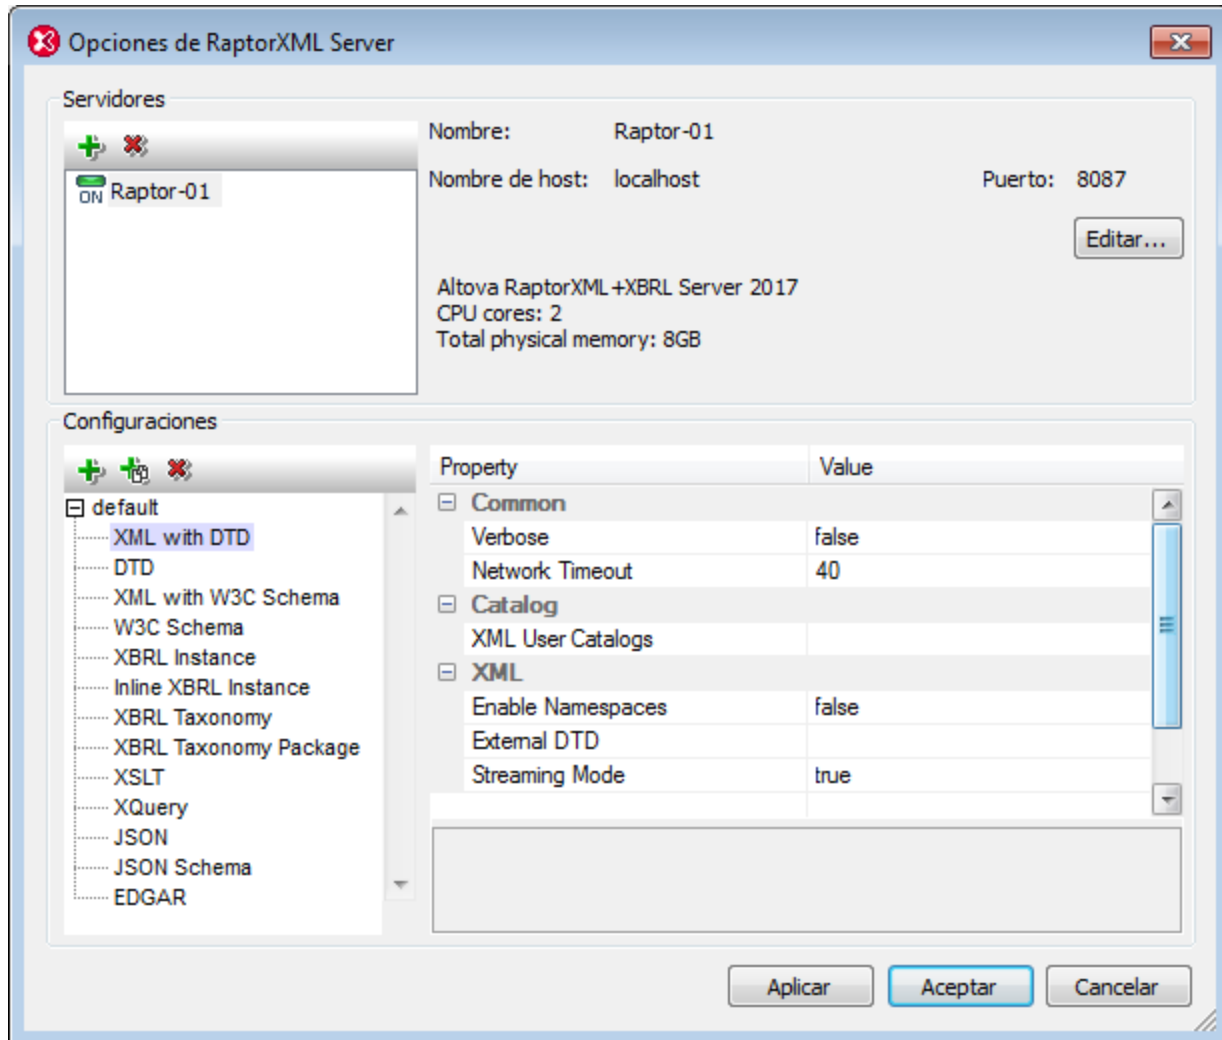 Opciones de RaptorXML Server
Servidores
ON Raptor-01
Nombre: Raptor-01
Nombre de host: localhost Puerto: 8087
Editar...
Altova RaptorXML+XBRL Server 2017
CPU cores: 2
Total physical memory: 8GB
Configuraciones
default
XML with DTD
DTD
XML with W3C Schema
W3C Schema
XBRL Instance
Inline XBRL Instance
XBRL Taxonomy
XBRL Taxonomy Package
XSLT
XQuery
JSON
JSON Schema
EDGAR
Property Value
Common
Verbose false
Network Timeout 40
Catalog
XML User Catalogs
XML
Enable Namespaces false
External DTD
Streaming Mode true
Aplicar Aceptar Cancelar